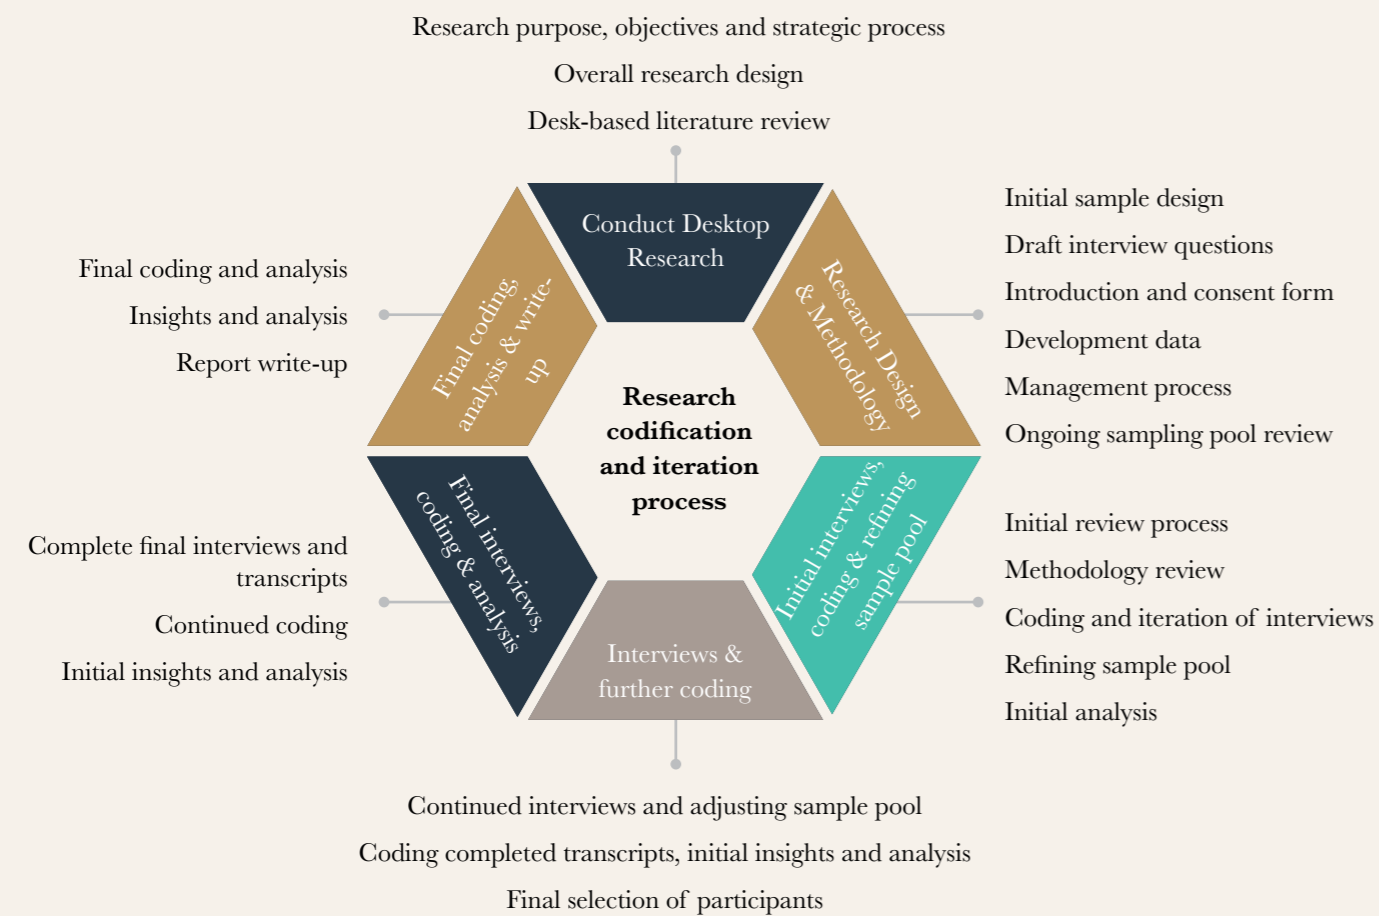 Research purpose, objectives and strategic process
Overall research design
Desk-based literature review
Conduct Desktop
Research
Initial sample design
Draft interview questions
Introduction and consent form
Development data
Management process
Ongoing sampling pool review
Research Design
& Methodology
Initial review process
Methodology review
Coding and iteration of interviews
Refining sample pool
Initial analysis
Initial interviews,
coding & refining
sample pool
Interviews &
further coding
Continued interviews and adjusting sample pool
Coding completed transcripts, initial insights and analysis
Final selection of participants
Final interviews,
coding & analysis
Complete final interviews and
transcripts
Continued coding
Initial insights and analysis
Final coding,
analysis & write-
up
Final coding and analysis
Insights and analysis
Report write-up
Research
codification
and iteration
process